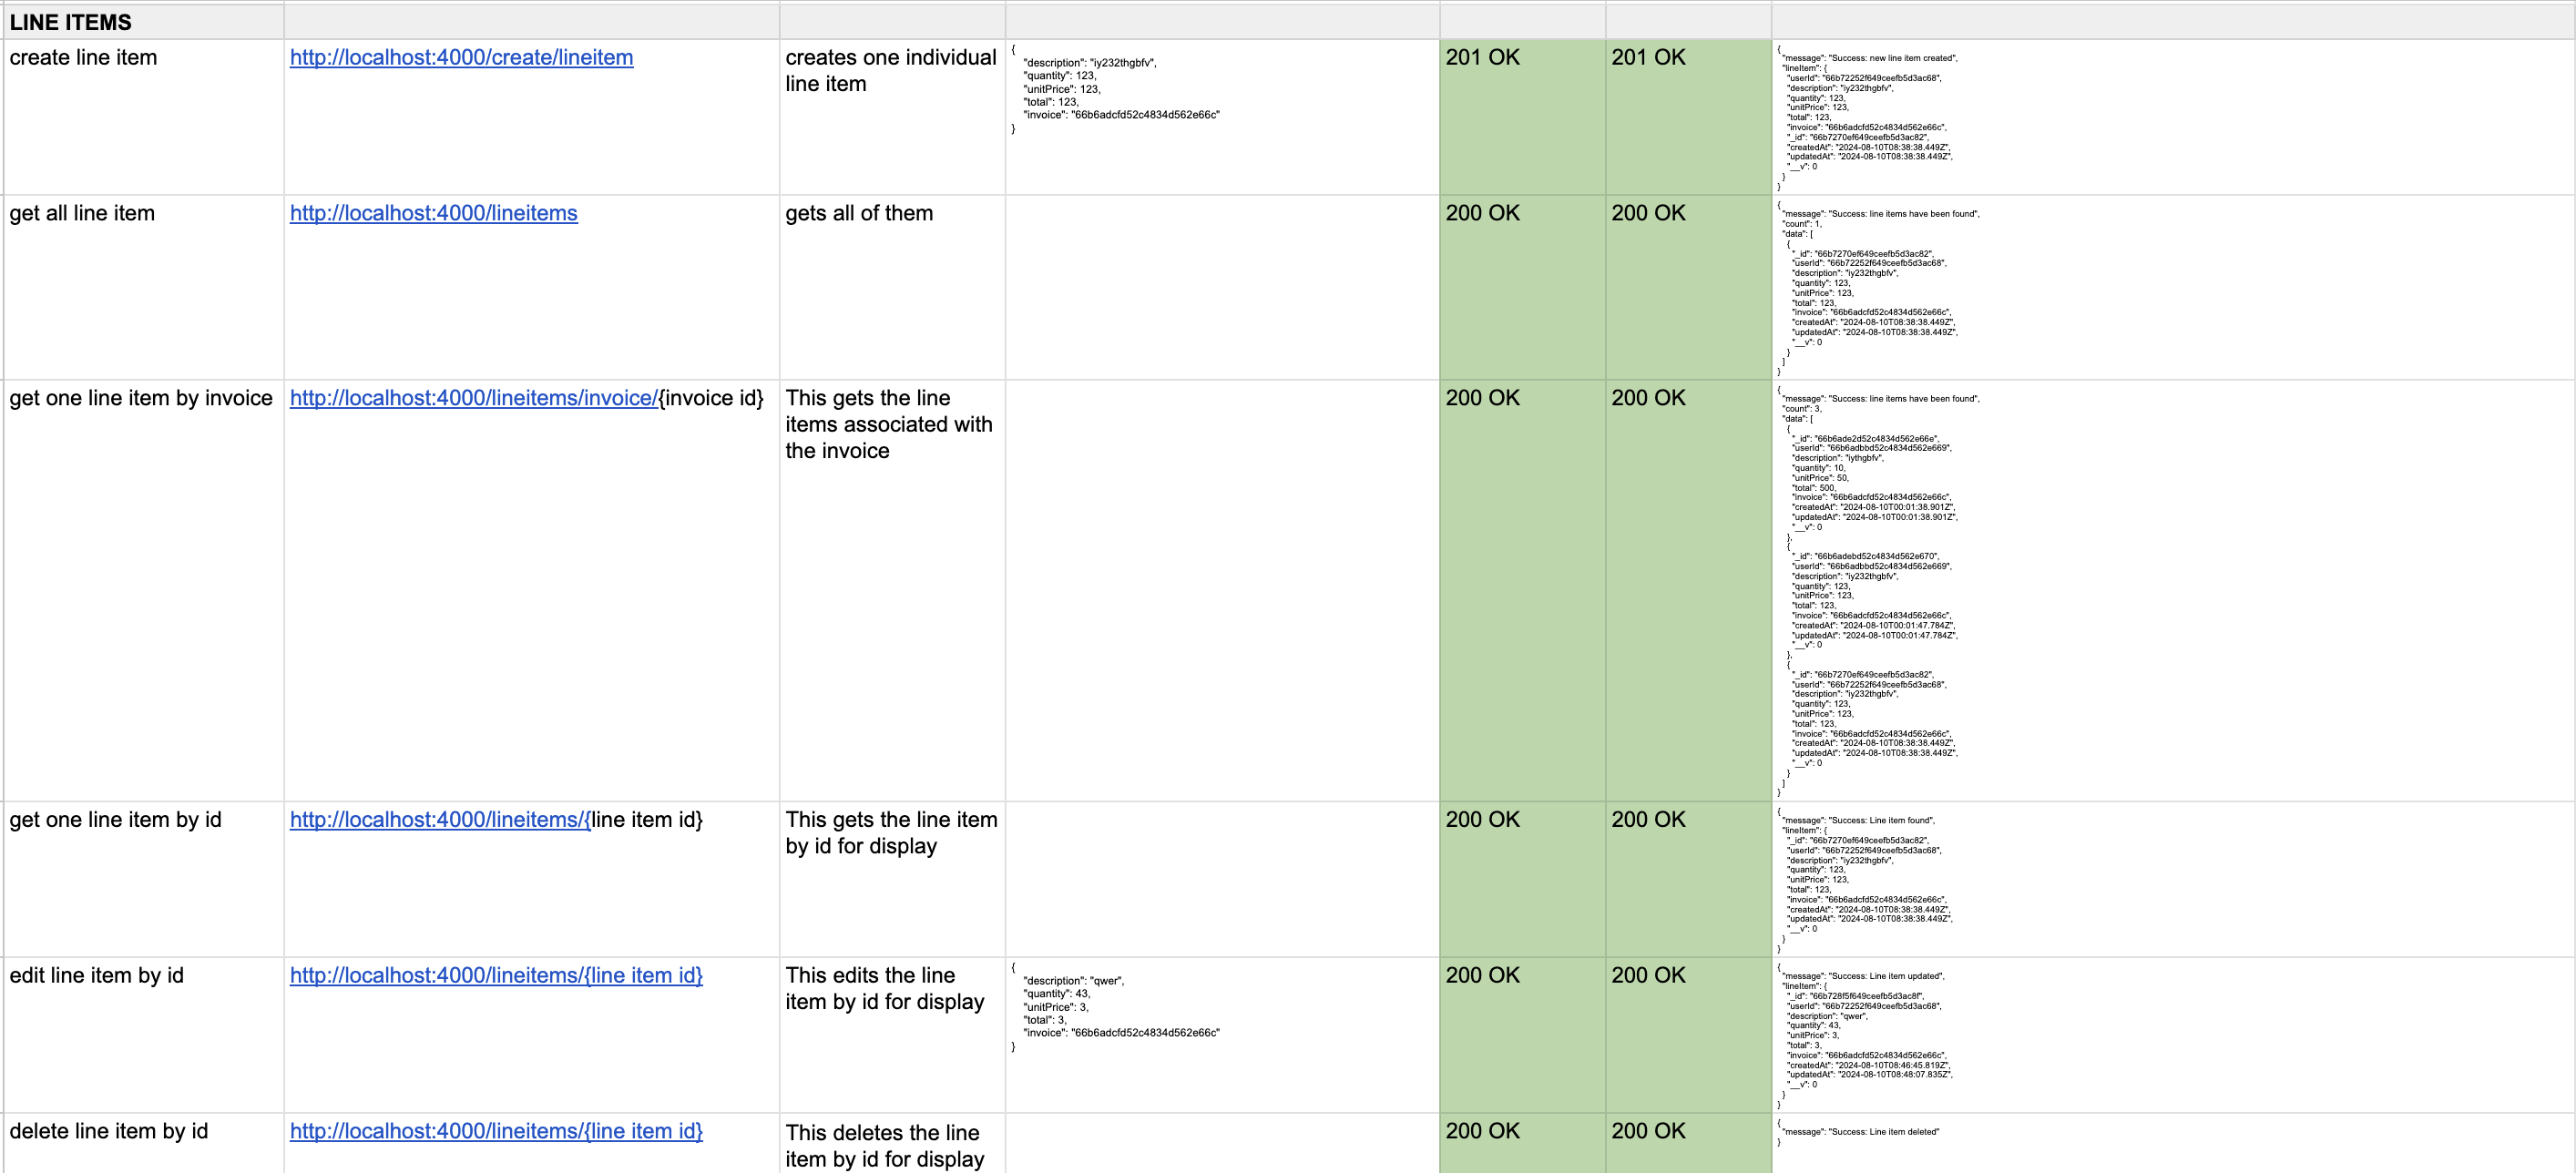 LINE ITEMS
create line item
http://localhost:4000/create/lineitem
creates one individual
line item
{
"description": "iy232thgbfv",
"quantity": 123,
"unitPrice": 123,
"total": 123,
"invoice": "66b6adcfd52c4834d562e66c"
}
201 OK
201 OK
{
"message": "Success: new line item created",
"lineItem": {
"userId": "66b72252f649ceefb5d3ac68",
"description": "iy232thgbfv",
"quantity": 123,
"unitPrice": 123,
"total": 123,
"invoice": "66b6adcfd52c4834d562e66c",
"_id": "66b7270ef649ceefb5d3ac82",
"createdAt": "2024-08-10T08:38:38.449Z",
"updatedAt": "2024-08-10T08:38:38.449Z",
"__v": 0
}
}
get all line item
http://localhost:4000/lineitems
gets all of them
200 OK
200 OK
{
"message": "Success: line items have been found",
"count": 1,
"data": [
{
"_id": "66b7270ef649ceefb5d3ac82",
"userId": "66b72252f649ceefb5d3ac68",
"description": "iy232thgbfv",
"quantity": 123,
"unitPrice": 123,
"total": 123,
"invoice": "66b6adcfd52c4834d562e66c",
"createdAt": "2024-08-10T08:38:38.449Z",
"updatedAt": "2024-08-10T08:38:38.449Z",
"__v": 0
}
]
}
get one line item by invoice
http://localhost:4000/lineitems/invoice/{invoice id}
This gets the line
items associated with
the invoice
200 OK
200 OK
{
"message": "Success: line items have been found",
"count": 3,
"data": [
{
"_id": "66b6ade2d52c4834d562e66e",
"userId": "66b6adbbd52c4834d562e669",
"description": "iythgbfv",
"quantity": 10,
"unitPrice": 50,
"total": 500,
"invoice": "66b6adcfd52c4834d562e66c",
"createdAt": "2024-08-10T00:01:38.901Z",
"updatedAt": "2024-08-10T00:01:38.901Z",
"__v": 0
},
{
"_id": "66b6adebd52c4834d562e670",
"userId": "66b6adbbd52c4834d562e669",
"description": "iy232thgbfv",
"quantity": 123,
"unitPrice": 123,
"total": 123,
"invoice": "66b6adcfd52c4834d562e66c",
"createdAt": "2024-08-10T00:01:47.784Z",
"updatedAt": "2024-08-10T00:01:47.784Z",
"__v": 0
},
{
"_id": "66b7270ef649ceefb5d3ac82",
"userId": "66b72252f649ceefb5d3ac68",
"description": "iy232thgbfv",
"quantity": 123,
"unitPrice": 123,
"total": 123,
"invoice": "66b6adcfd52c4834d562e66c",
"createdAt": "2024-08-10T08:38:38.449Z",
"updatedAt": "2024-08-10T08:38:38.449Z",
"__v": 0
}
]
}
get one line item by id
http://localhost:4000/lineitems/{line item id}
This gets the line item
by id for display
200 OK
200 OK
{
"message": "Success: Line item found",
"lineItem": {
"_id": "66b7270ef649ceefb5d3ac82",
"userId": "66b72252f649ceefb5d3ac68",
"description": "iy232thgbfv",
"quantity": 123,
"unitPrice": 123,
"total": 123,
"invoice": "66b6adcfd52c4834d562e66c",
"createdAt": "2024-08-10T08:38:38.449Z",
"updatedAt": "2024-08-10T08:38:38.449Z",
"__v": 0
}
}
edit line item by id
http://localhost:4000/lineitems/{line item id}
This edits the line
item by id for display
{
"description": "qwer",
"quantity": 43,
"unitPrice": 3,
"total": 3,
"invoice": "66b6adcfd52c4834d562e66c"
}
200 OK
200 OK
{
"message": "Success: Line item updated",
"lineItem": {
"_id": "66b728f5f649ceefb5d3ac8f",
"userId": "66b72252f649ceefb5d3ac68",
"description": "qwer",
"quantity": 43,
"unitPrice": 3,
"total": 3,
"invoice": "66b6adcfd52c4834d562e66c",
"createdAt": "2024-08-10T08:46:45.819Z",
"updatedAt": "2024-08-10T08:48:07.835Z",
"__v": 0
}
}
delete line item by id
http://localhost:4000/lineitems/{line item id}
This deletes the line
item by id for display
200 OK
200 OK
{
"message": "Success: Line item deleted"
}